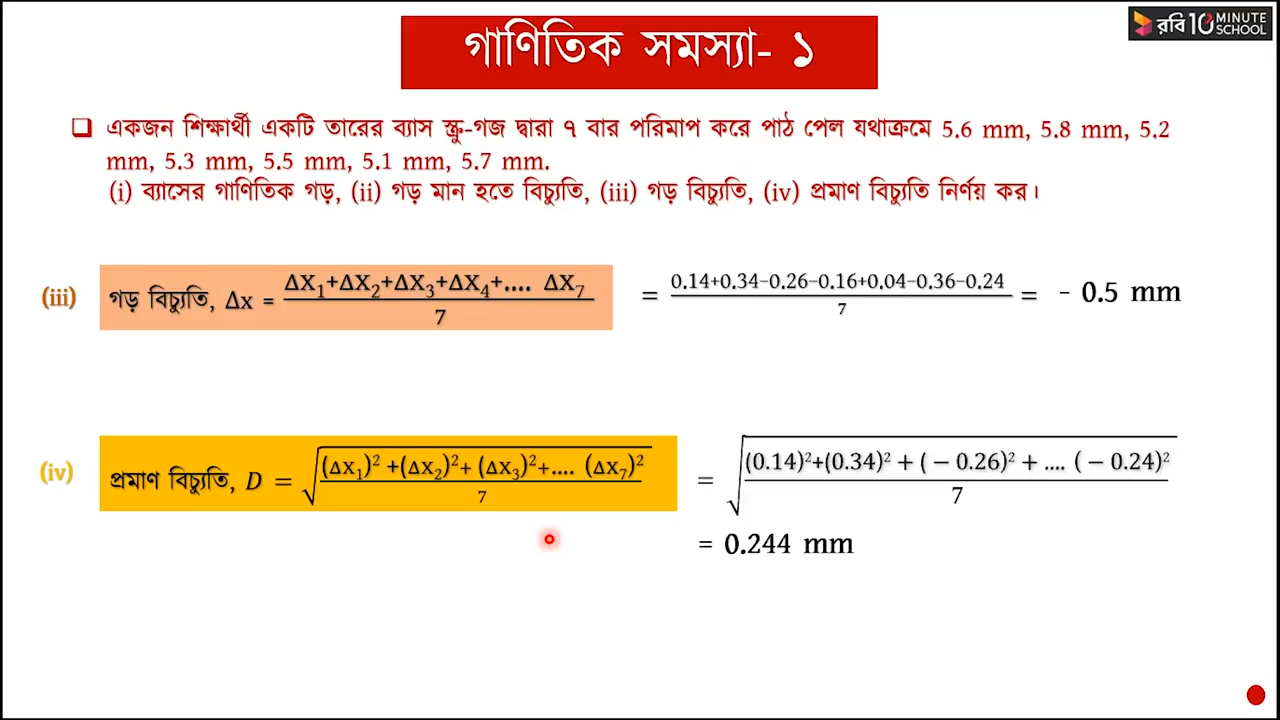 রবি 10 MINUTE SCHOOL
গাণিতিক সমস্যা- ১
একজন শিক্ষার্থী একটি তারের ব্যাস স্ক্রু-গজ দ্বারা ৭ বার পরিমাপ করে পাঠ পেল যথাক্রমে 5.6 mm, 5.8 mm, 5.2
mm, 5.3 mm, 5.5 mm, 5.1 mm, 5.7 mm.
(i) ব্যাসের গাণিতিক গড়, (ii) গড় মান হতে বিচ্যুতি, (iii) গড় বিচ্যুতি, (iv) প্রমাণ বিচ্যুতি নির্ণয় কর।
(iii) গড় বিচ্যুতি, Δx = (ΔX₁+ΔX₂+ΔX₃+ΔX₄+.... ΔX₇)/7 = (0.14+0.34−0.26−0.16+0.04−0.36−0.24)/7 = - 0.5 mm
(iv) প্রমাণ বিচ্যুতি, D = √(((ΔX₁)² +(ΔX₂)²+ (ΔX₃)²+.... (ΔX₇)²)/7) = √(((0.14)²+(0.34)² + ( − 0.26)² + .... ( − 0.24)²)/7)
= 0.244 mm